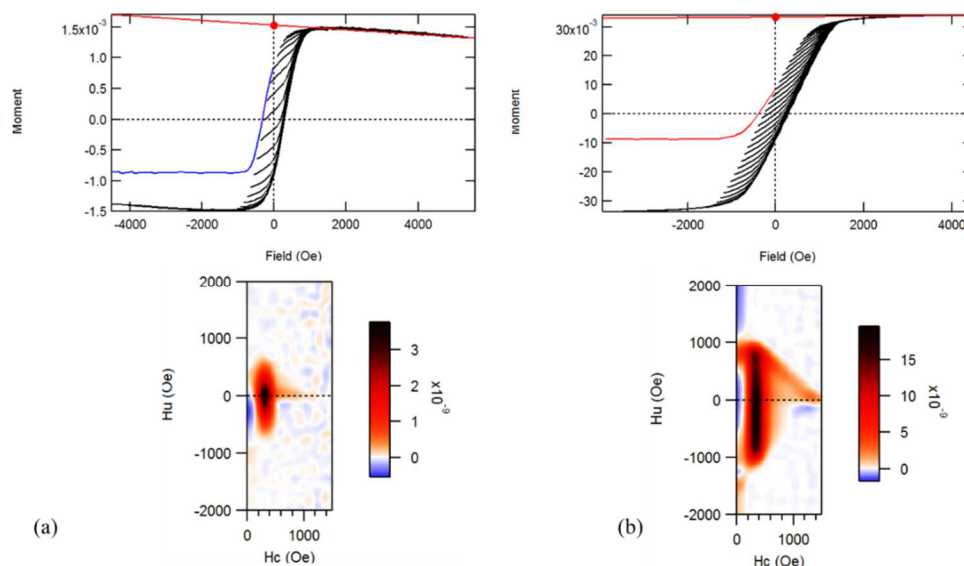 1.5x10⁻³
1.0
0.5
0.0
-0.5
-1.0
-1.5
Moment
-4000 -2000 0 2000 4000
Field (Oe)
30x10⁻³
20
10
0
-10
-20
-30
Moment
-2000 0 2000
Field (Oe)
2000
1000
0
-1000
-2000
Hu (Oe)
0 1000
Hc (Oe)
3
2
1
0
x10⁻⁹
(a)
2000
1000
0
-1000
-2000
Hu (Oe)
0 1000
Hc (Oe)
15
10
5
0
x10⁻⁹
(b)